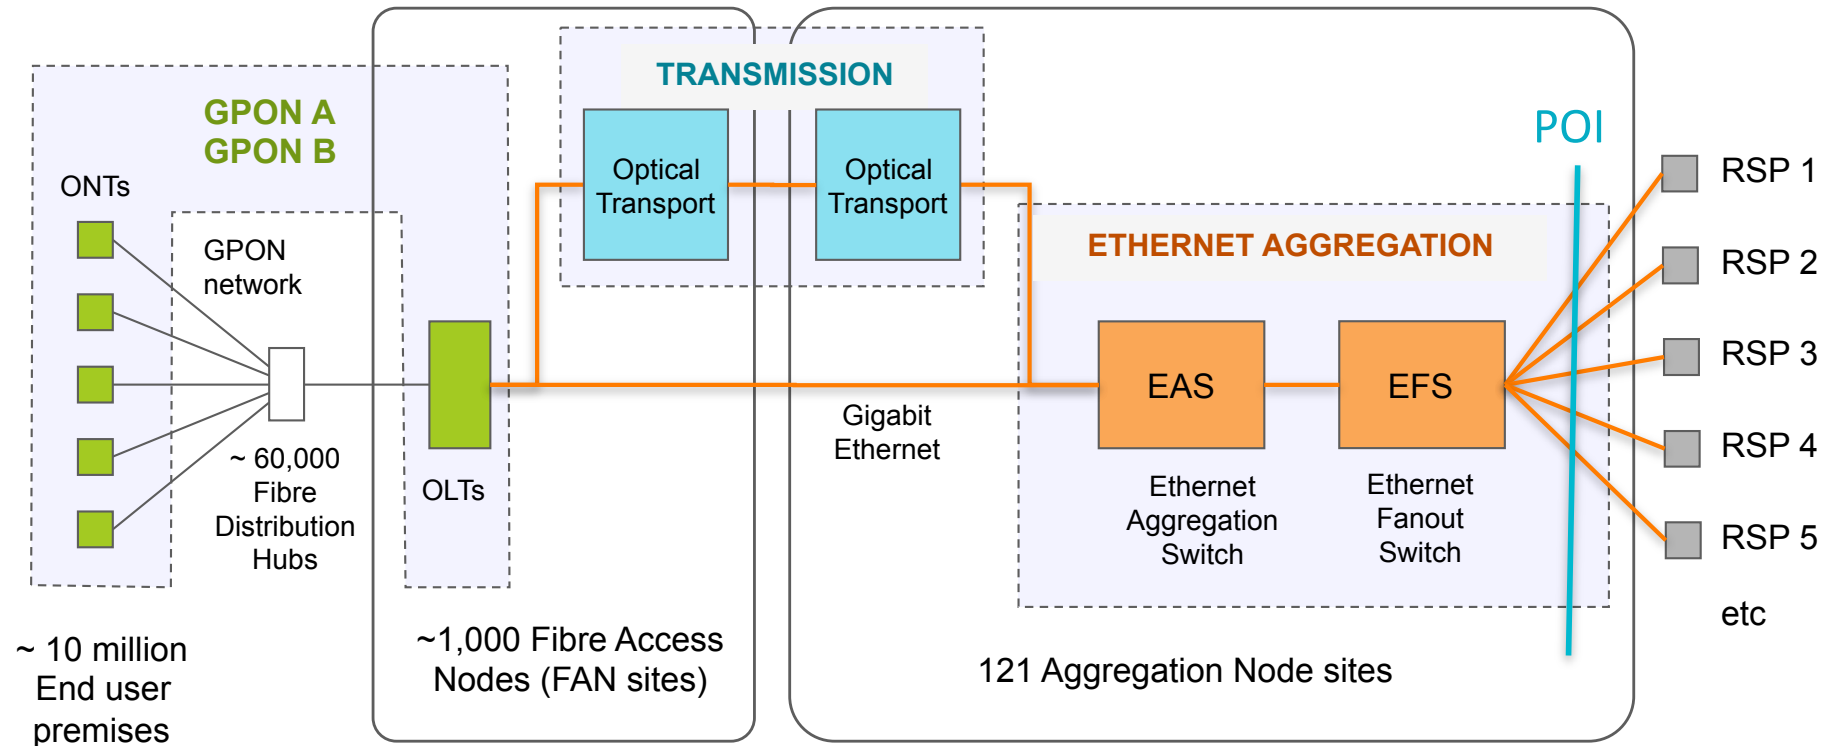 GPON A
GPON B
ONTs
GPON
network
~ 60,000
Fibre
Distribution
Hubs
~ 10 million
End user
premises
OLTs
~1,000 Fibre Access
Nodes (FAN sites)
TRANSMISSION
Optical
Transport
Optical
Transport
Gigabit
Ethernet
ETHERNET AGGREGATION
EAS
EFS
Ethernet
Aggregation
Switch
Ethernet
Fanout
Switch
121 Aggregation Node sites
POI
RSP 1
RSP 2
RSP 3
RSP 4
RSP 5
etc